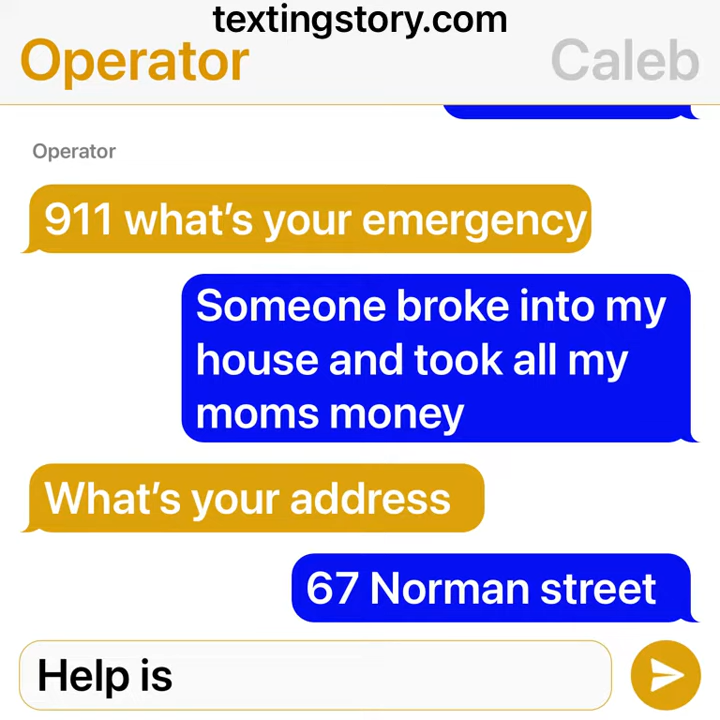 textingstory.com
Operator
Caleb
Operator
911 what's your emergency
Someone broke into my
house and took all my
moms money
What's your address
67 Norman street
Help is